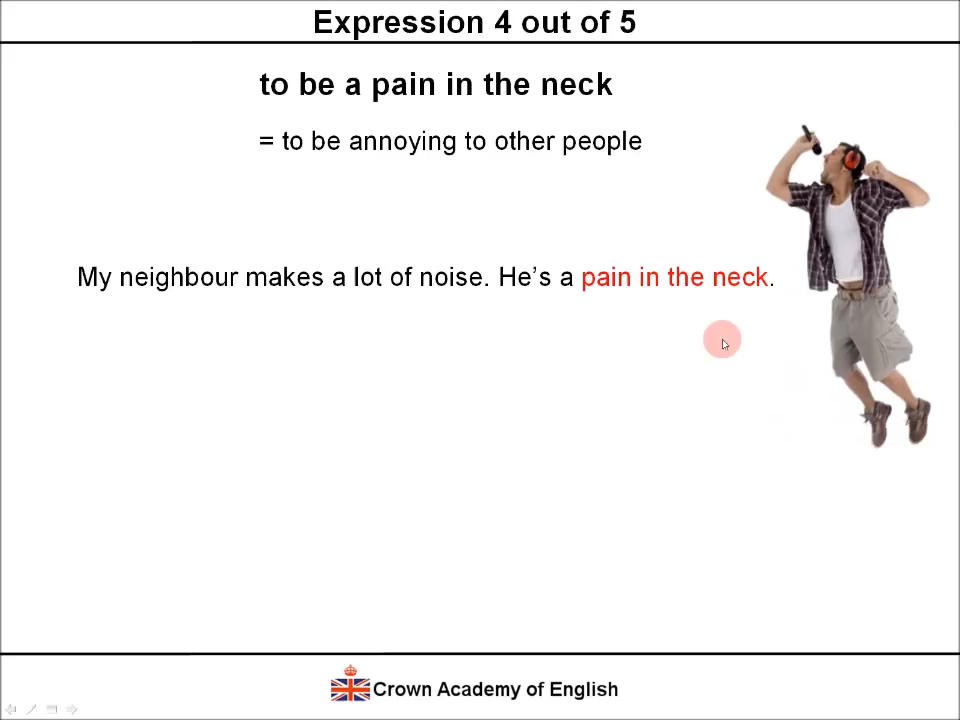 Expression 4 out of 5
to be a pain in the neck
= to be annoying to other people
My neighbour makes a lot of noise. He’s a pain in the neck.
Crown Academy of English